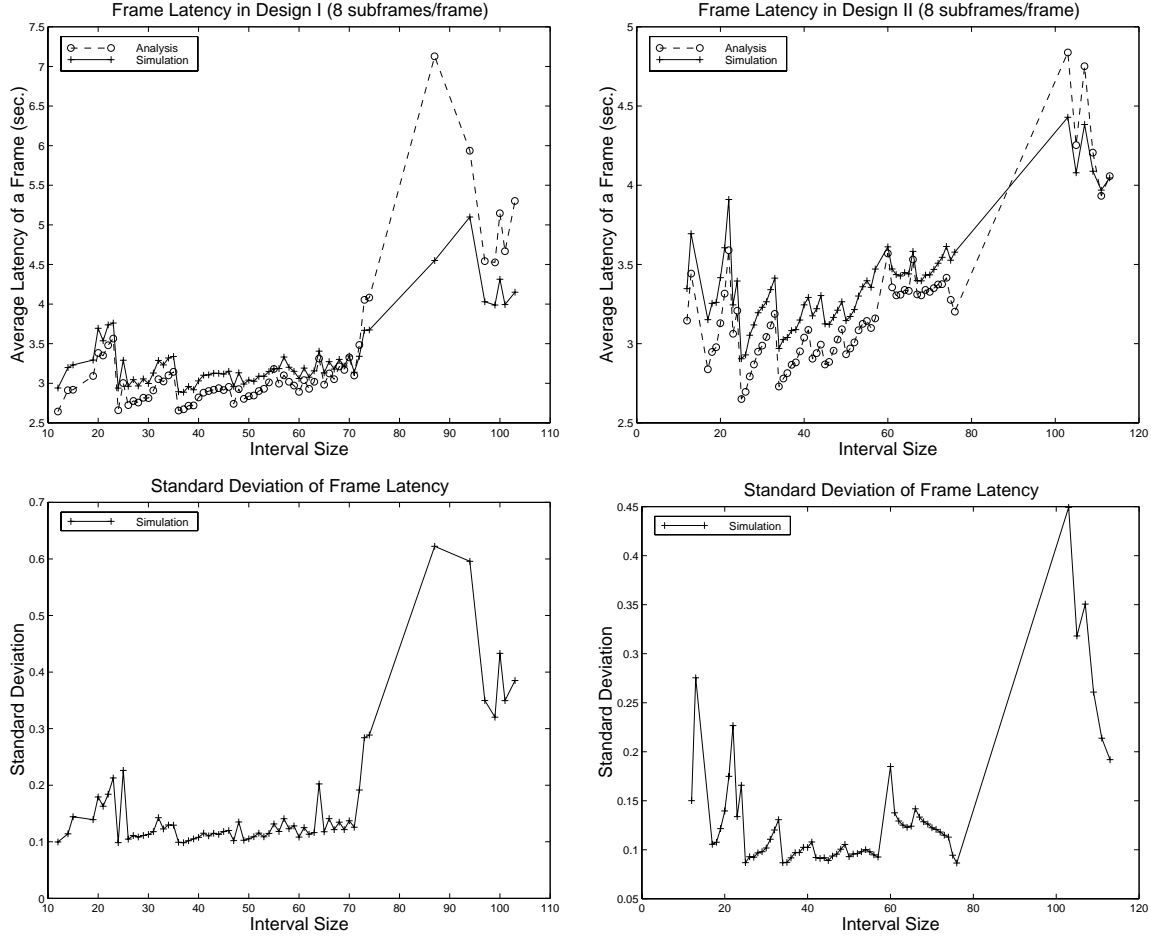 Frame Latency in Design I (8 subframes/frame)
Average Latency of a Frame (sec.)
7.5
7
6.5
6
5.5
5
4.5
4
3.5
3
2.5
Analysis
Simulation
10 20 30 40 50 60 70 80 90 100 110
Interval Size
Frame Latency in Design II (8 subframes/frame)
Average Latency of a Frame (sec.)
5
4.5
4
3.5
3
2.5
Analysis
Simulation
0 20 40 60 80 100 120
Interval Size
Standard Deviation of Frame Latency
Standard Deviation
0.7
0.6
0.5
0.4
0.3
0.2
0.1
0
Simulation
10 20 30 40 50 60 70 80 90 100 110
Interval Size
Standard Deviation of Frame Latency
Standard Deviation
0.45
0.4
0.35
0.3
0.25
0.2
0.15
0.1
0.05
Simulation
0 20 40 60 80 100 120
Interval Size